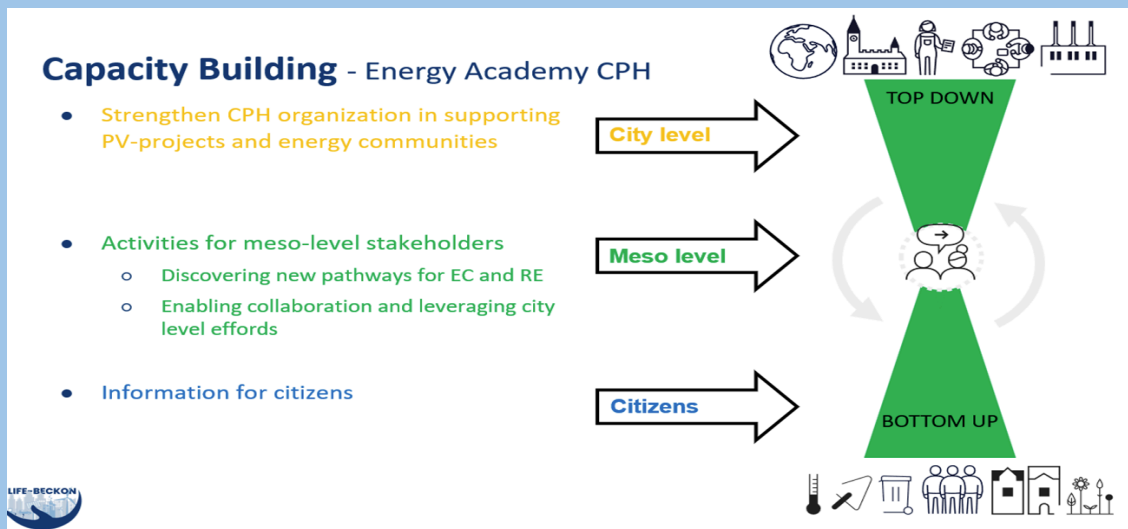 Capacity Building - Energy Academy CPH
• Strengthen CPH organization in supporting
PV-projects and energy communities
City level
• Activities for meso-level stakeholders
o Discovering new pathways for EC and RE
o Enabling collaboration and leveraging city
level effords
Meso level
• Information for citizens
Citizens
TOP DOWN
BOTTOM UP
LIFE-BECKON